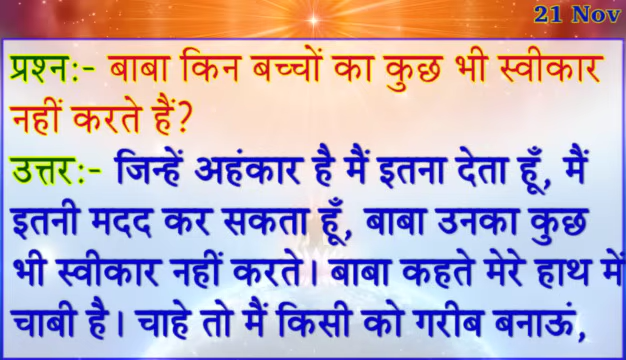 21 Nov
प्रश्न:- बाबा किन बच्चों का कुछ भी स्वीकार
नहीं करते हैं?
उत्तर:- जिन्हें अहंकार है मैं इतना देता हूँ, मैं
इतनी मदद कर सकता हूँ, बाबा उनका कुछ
भी स्वीकार नहीं करते। बाबा कहते मेरे हाथ में
चाबी है। चाहे तो मैं किसी को गरीब बनाऊं,